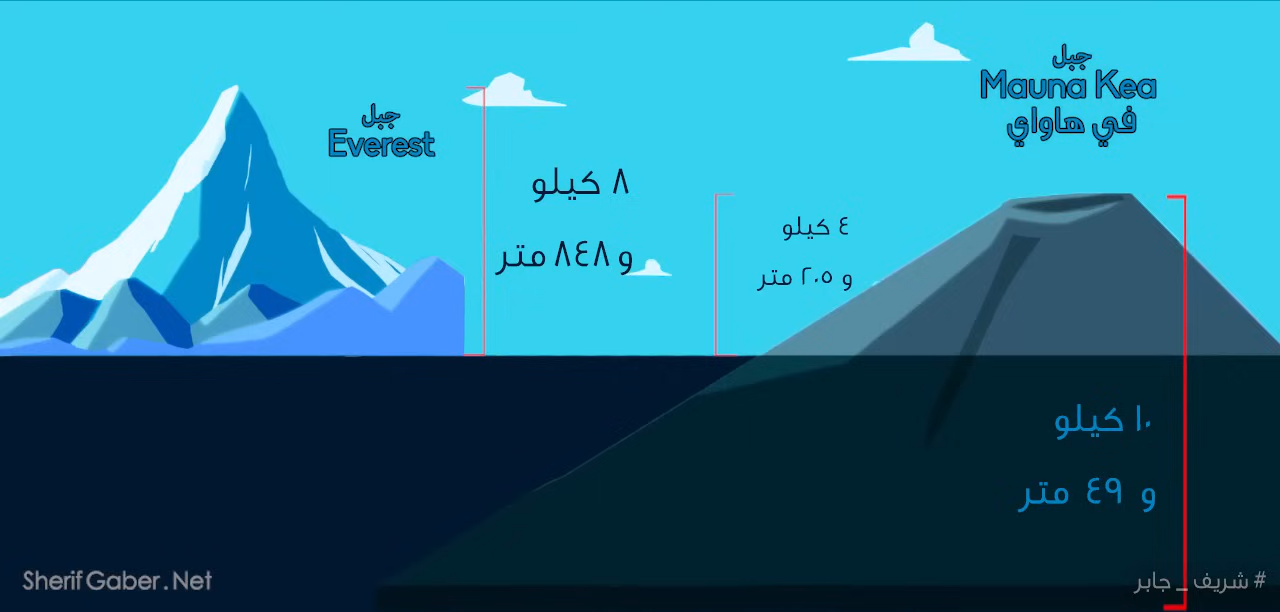 جبل
Everest
٨ كيلو
و ٨٤٨ متر
جبل
Mauna Kea
في هاواي
٤ كيلو
و ٢٠٥ متر
١٠ كيلو
و ٤٩ متر
Sherif Gaber . Net
# شريف _ جابر